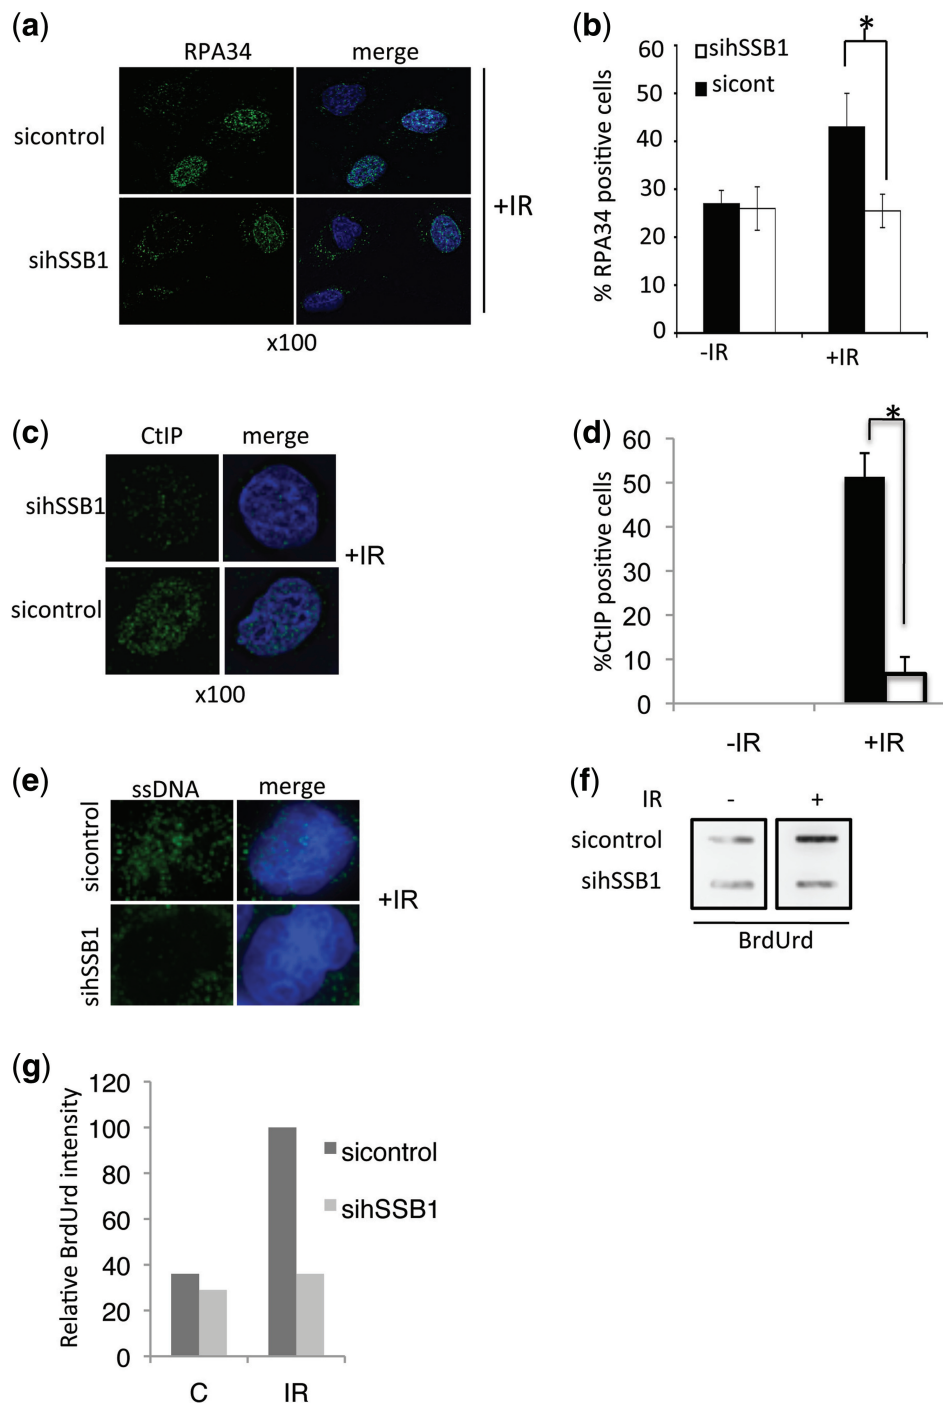 (a)
RPA34 merge
sicontrol
sihSSB1
+IR
x100
(b)
% RPA34 positive cells
60
50
40
30
20
10
0
sihSSB1
sicont
*
-IR +IR
(c)
CtIP merge
sihSSB1
sicontrol
+IR
x100
(d)
%CtIP positive cells
60
50
40
30
20
10
0
*
-IR +IR
(e)
ssDNA merge
sicontrol
sihSSB1
+IR
(f)
IR - +
sicontrol
sihSSB1
BrdUrd
(g)
Relative BrdUrd intensity
120
100
80
60
40
20
0
sicontrol
sihSSB1
C IR